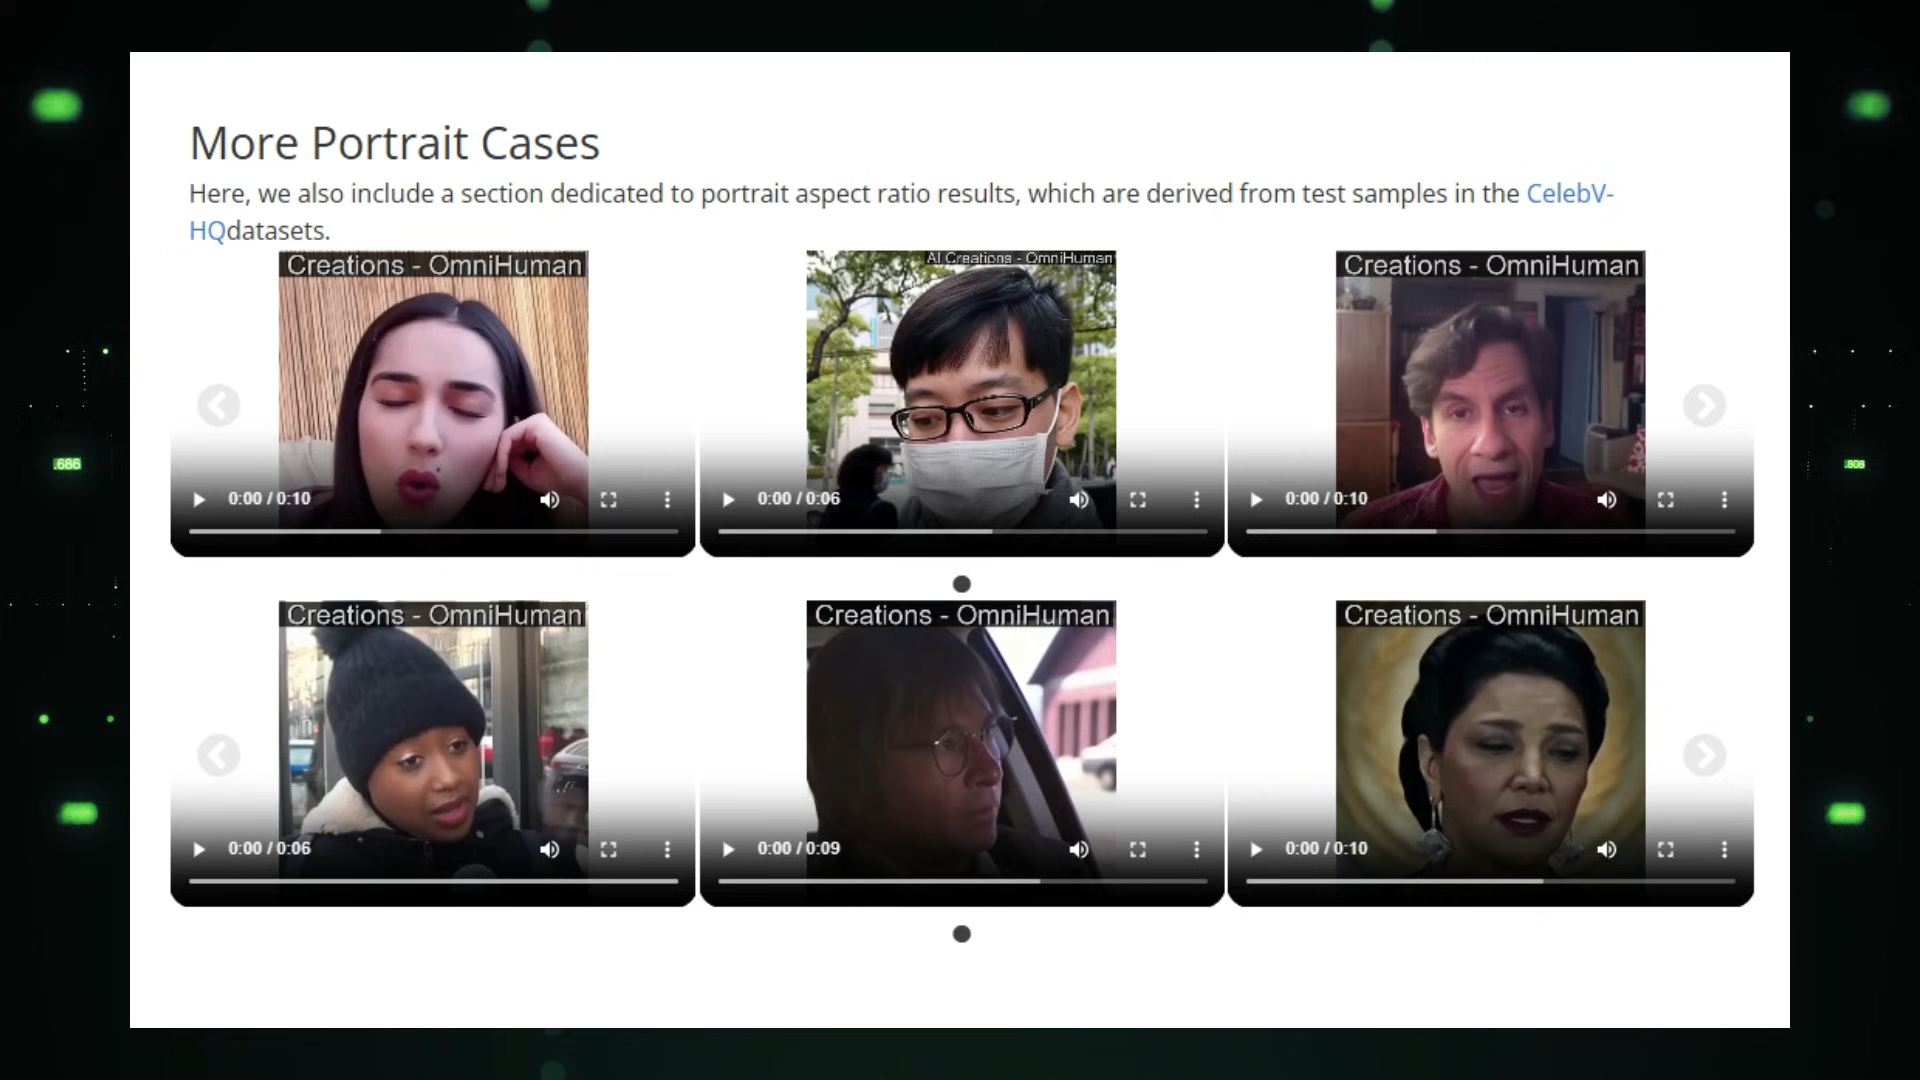 More Portrait Cases
Here, we also include a section dedicated to portrait aspect ratio results, which are derived from test samples in the CelebV-
HQdatasets.
Creations - OmniHuman
AI Creations - OmniHuman
Creations - OmniHuman
0:00 / 0:10
0:00 / 0:06
0:00 / 0:10
.686
.808
Creations - OmniHuman
Creations - OmniHuman
Creations - OmniHuman
0:00 / 0:06
0:00 / 0:09
0:00 / 0:10